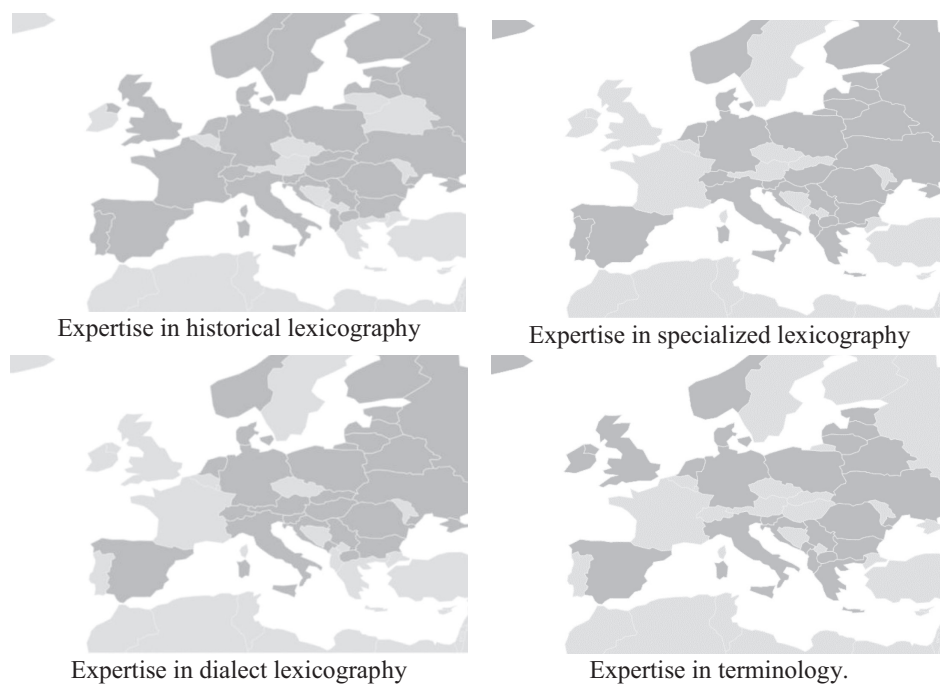 Expertise in historical lexicography
Expertise in specialized lexicography
Expertise in dialect lexicography
Expertise in terminology.